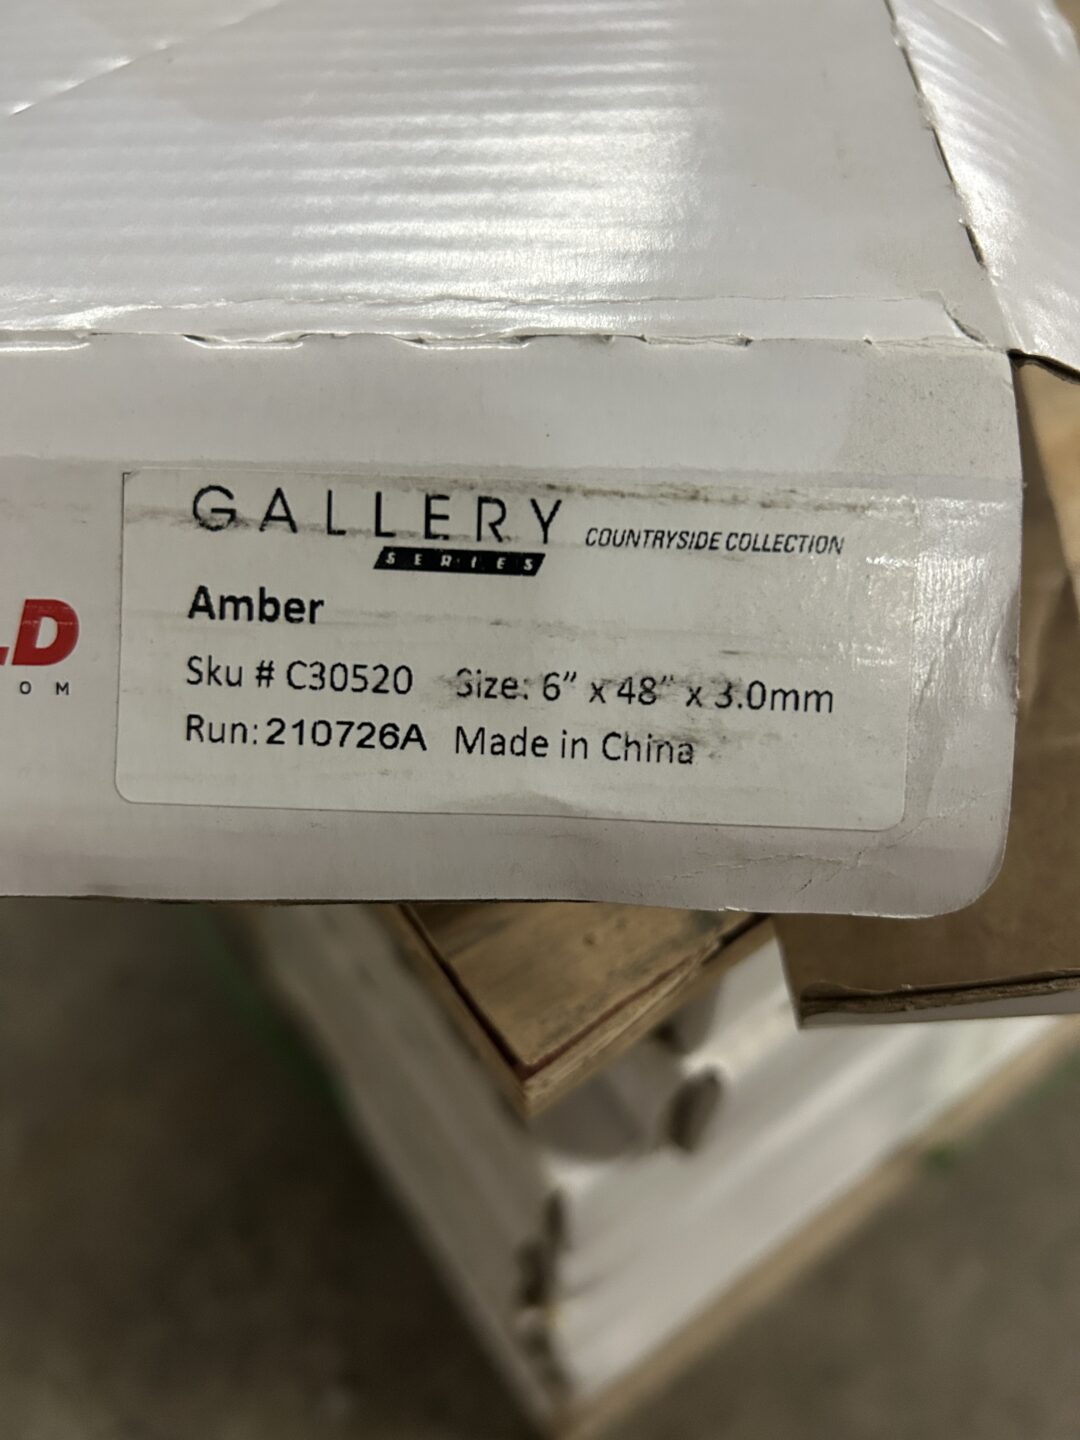 GALLERY COUNTRYSIDE COLLECTION
SERIES
Amber
LD
Sku # C30520 Size: 6” x 48” x 3.0mm
OM
Run: 210726A Made in China